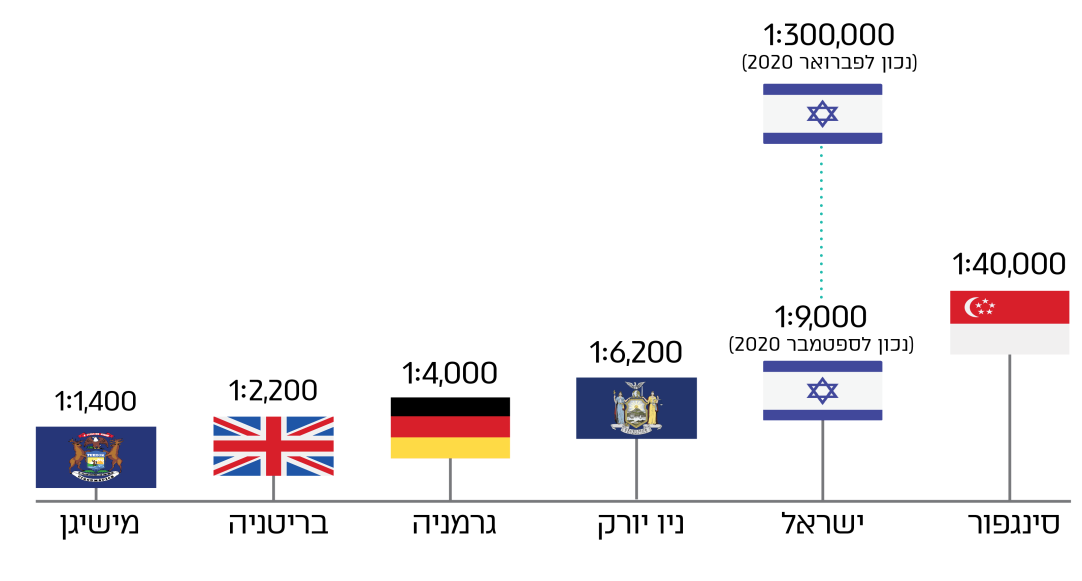 1:300,000
(נכון לפברואר 2020)
1:40,000
1:9,000
(נכון לספטמבר 2020)
1:6,200
1:4,000
1:2,200
1:1,400
סינגפור
ישראל
ניו יורק
גרמניה
בריטניה
מישיגן